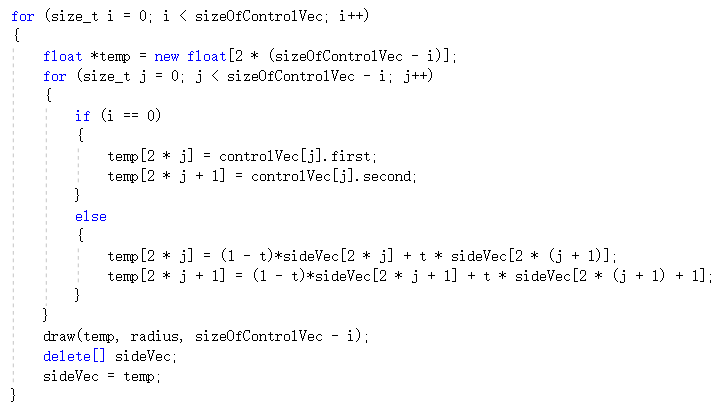 for (size_t i = 0; i < sizeOfControlVec; i++)
{
    float *temp = new float[2 * (sizeOfControlVec - i)];
    for (size_t j = 0; j < sizeOfControlVec - i; j++)
    {
        if (i == 0)
        {
            temp[2 * j] = controlVec[j].first;
            temp[2 * j + 1] = controlVec[j].second;
        }
        else
        {
            temp[2 * j] = (1 - t)*sideVec[2 * j] + t * sideVec[2 * (j + 1)];
            temp[2 * j + 1] = (1 - t)*sideVec[2 * j + 1] + t * sideVec[2 * (j + 1) + 1];
        }
    }
    draw(temp, radius, sizeOfControlVec - i);
    delete[] sideVec;
    sideVec = temp;
}